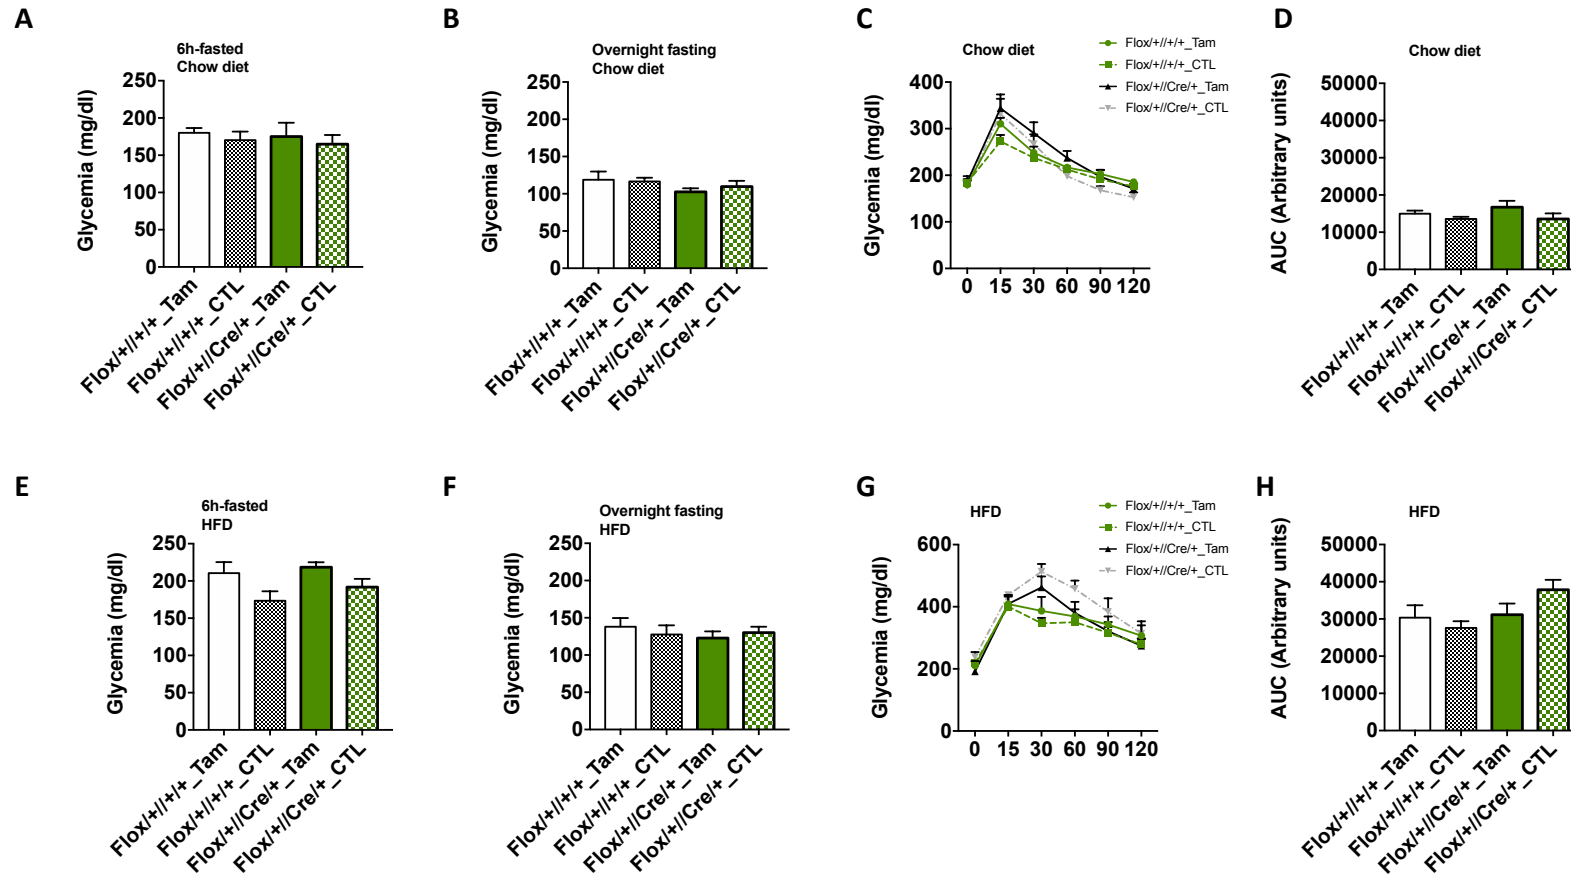 A
6h-fasted
Chow diet
Glycemia (mg/dl)
250
200
150
100
50
0
Flox/+//+/+_Tam
Flox/+//+/+_CTL
Flox/+//Cre/+_Tam
Flox/+//Cre/+_CTL
B
Overnight fasting
Chow diet
Glycemia (mg/dl)
250
200
150
100
50
0
Flox/+//+/+_Tam
Flox/+//+/+_CTL
Flox/+//Cre/+_Tam
Flox/+//Cre/+_CTL
C
Chow diet
Flox/+//+/+_Tam
Flox/+//+/+_CTL
Flox/+//Cre/+_Tam
Flox/+//Cre/+_CTL
Glycemia (mg/dl)
400
300
200
100
0
0 15 30 60 90 120
D
Chow diet
AUC (Arbitrary units)
50000
40000
30000
20000
10000
0
Flox/+//+/+_Tam
Flox/+//+/+_CTL
Flox/+//Cre/+_Tam
Flox/+//Cre/+_CTL
E
6h-fasted
HFD
Glycemia (mg/dl)
250
200
150
100
50
0
Flox/+//+/+_Tam
Flox/+//+/+_CTL
Flox/+//Cre/+_Tam
Flox/+//Cre/+_CTL
F
Overnight fasting
HFD
Glycemia (mg/dl)
250
200
150
100
50
0
Flox/+//+/+_Tam
Flox/+//+/+_CTL
Flox/+//Cre/+_Tam
Flox/+//Cre/+_CTL
G
HFD
Flox/+//+/+_Tam
Flox/+//+/+_CTL
Flox/+//Cre/+_Tam
Flox/+//Cre/+_CTL
Glycemia (mg/dl)
600
400
200
0
0 15 30 60 90 120
H
HFD
AUC (Arbitrary units)
50000
40000
30000
20000
10000
0
Flox/+//+/+_Tam
Flox/+//+/+_CTL
Flox/+//Cre/+_Tam
Flox/+//Cre/+_CTL